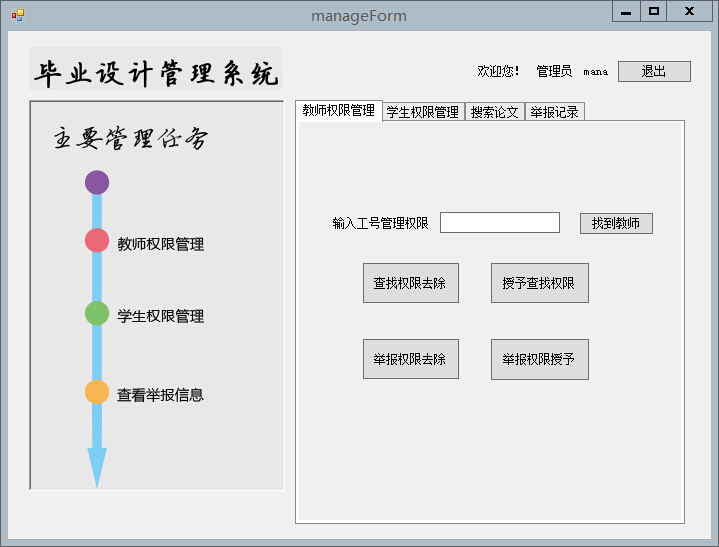 manageForm
毕业设计管理系统
欢迎您! 管理员 mana 退出
主要管理任务
教师权限管理
学生权限管理
查看举报信息
教师权限管理 学生权限管理 搜索论文 举报记录
输入工号管理权限 找到教师
查找权限去除 授予查找权限
举报权限去除 举报权限授予